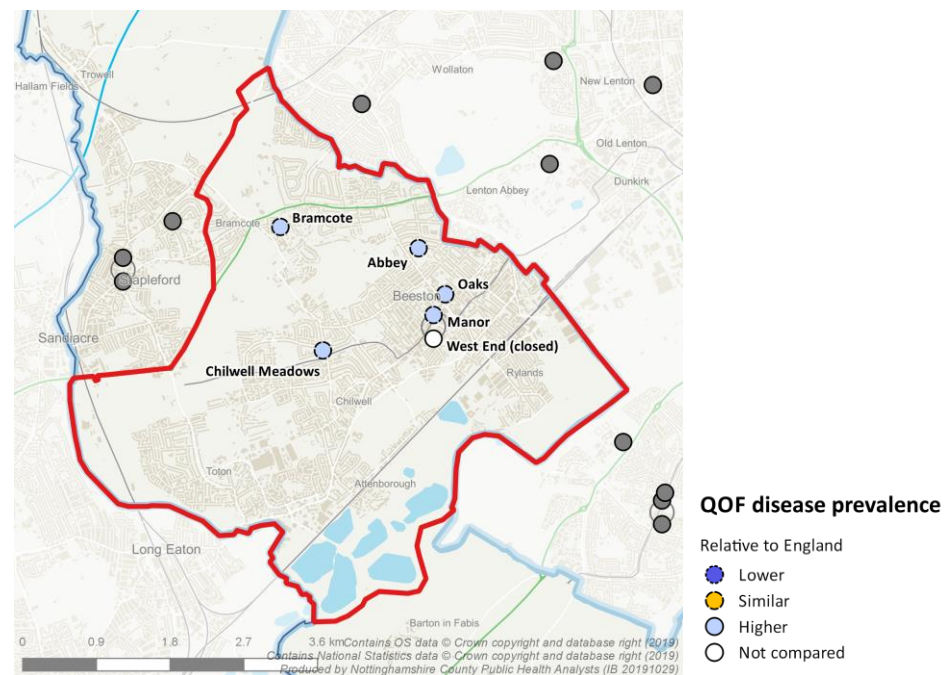 Trowell
Hallam Fields
Wollaton
New Lenton
Old Lenton
Dunkirk
Lenton Abbey
Bramcote
Bramcote
Abbey
Oaks
Beeston
Manor
West End (closed)
Stapleford
Sandiacre
Chilwell Meadows
Rylands
Chilwell
Toton
Attenborough
Long Eaton
Barton in Fabis
QOF disease prevalence
Relative to England
Lower
Similar
Higher
Not compared
0 0.9 1.8 2.7 3.6 km
Contains OS data © Crown copyright and database right (2019)
Contains National Statistics data © Crown copyright and database right (2019)
Produced by Nottinghamshire County Public Health Analysts (IB 20191029)